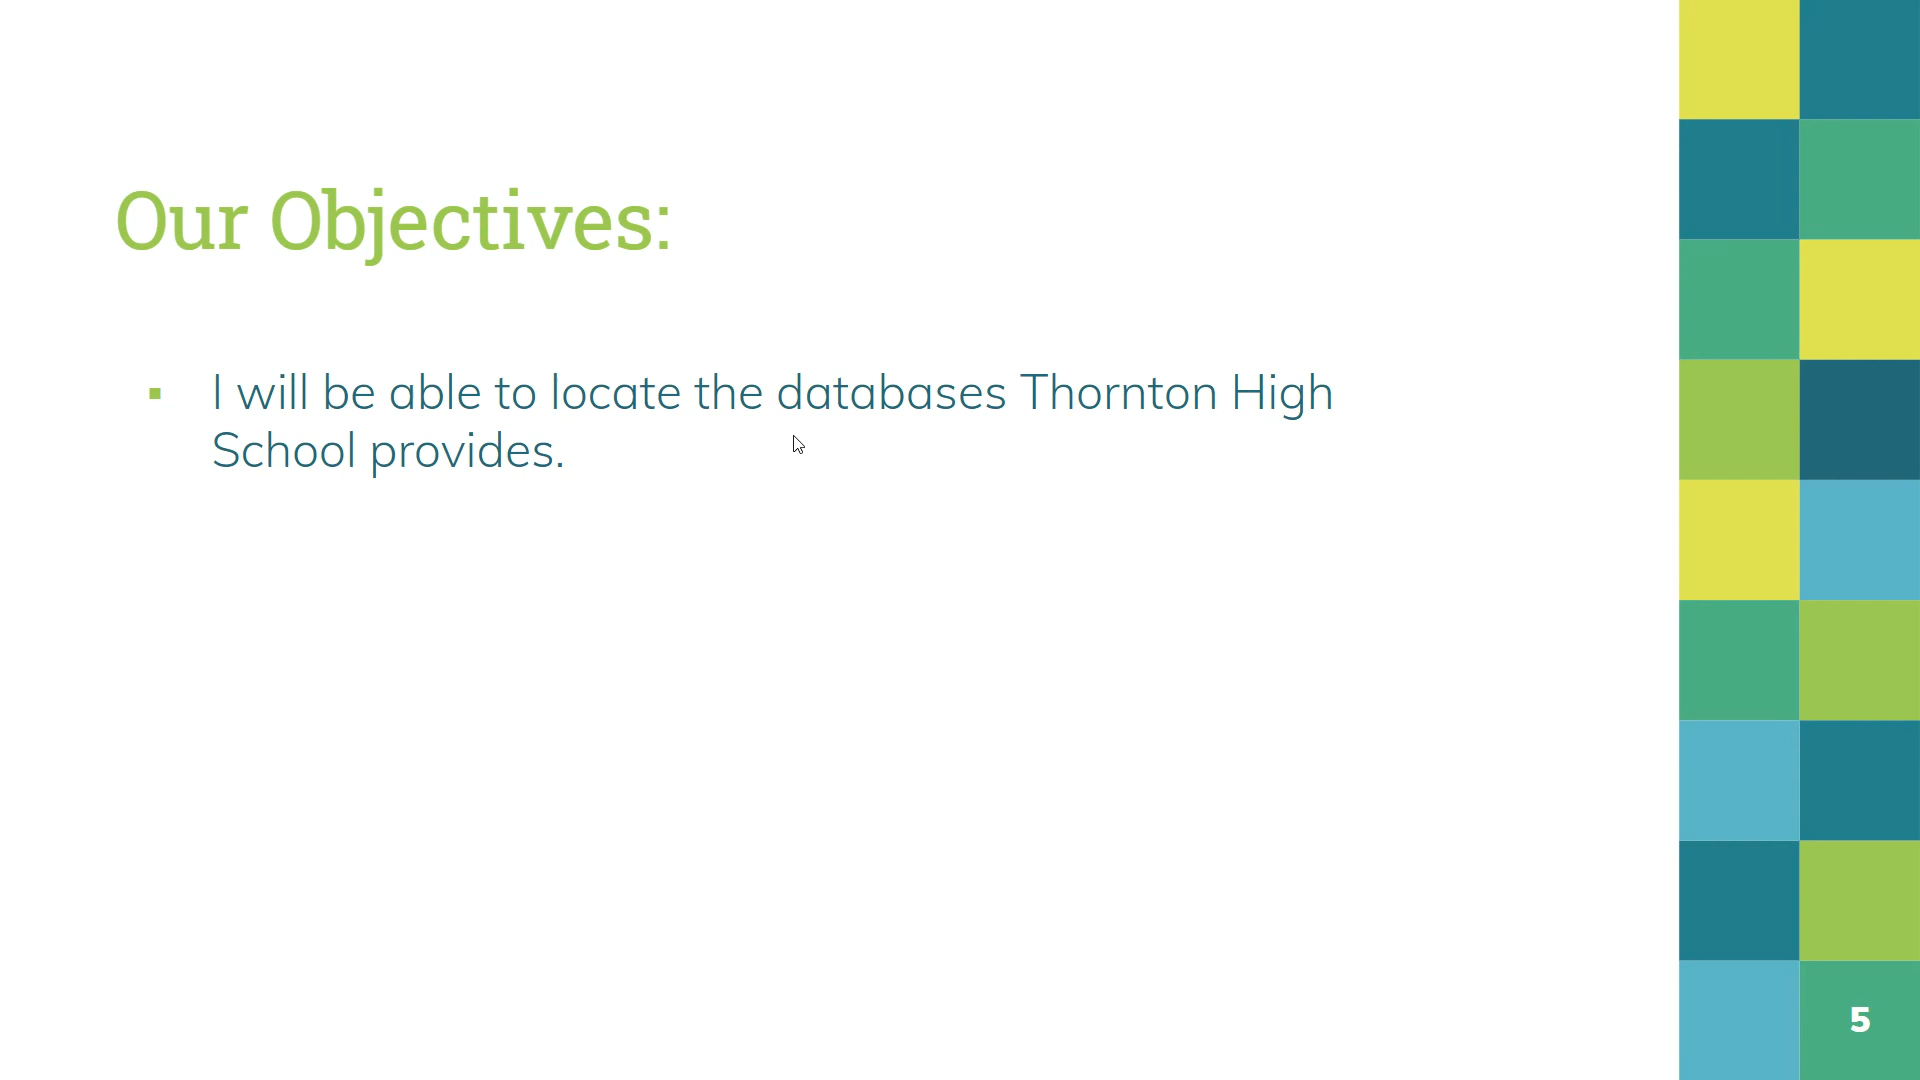 Our Objectives:
▪ I will be able to locate the databases Thornton High
School provides.
5